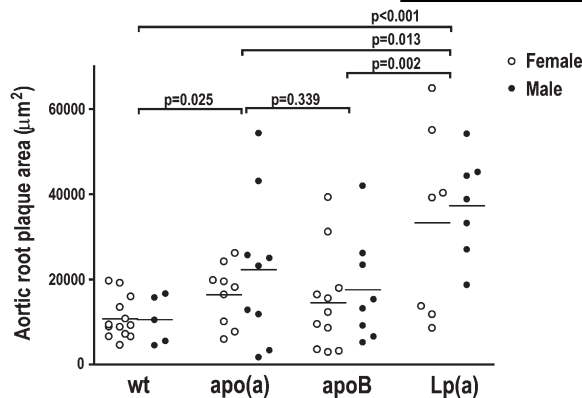 p<0.001
p=0.013
p=0.002
p=0.025
p=0.339
Female
Male
Aortic root plaque area (μm²)
60000
40000
20000
0
wt apo(a) apoB Lp(a)